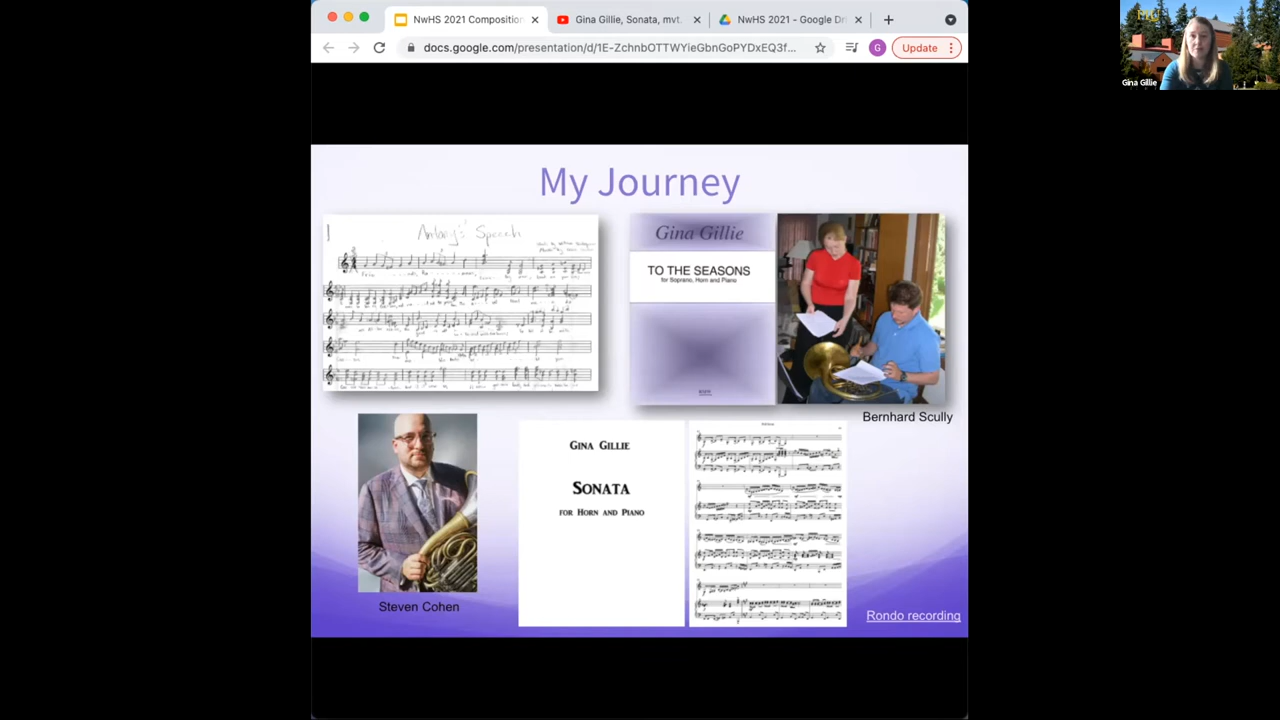 NwHS 2021 Composition
Gina Gillie, Sonata, mvt.
NwHS 2021 - Google Dri
docs.google.com/presentation/d/1E-ZchnbOTTWYieGbnGoPYDxEQ3f...
G
Update
Gina Gillie
My Journey
Antony's Speech
Gina Gillie
TO THE SEASONS
for Soprano, Horn and Piano
Bernhard Scully
GINA GILLIE
SONATA
FOR HORN AND PIANO
Steven Cohen
Rondo recording